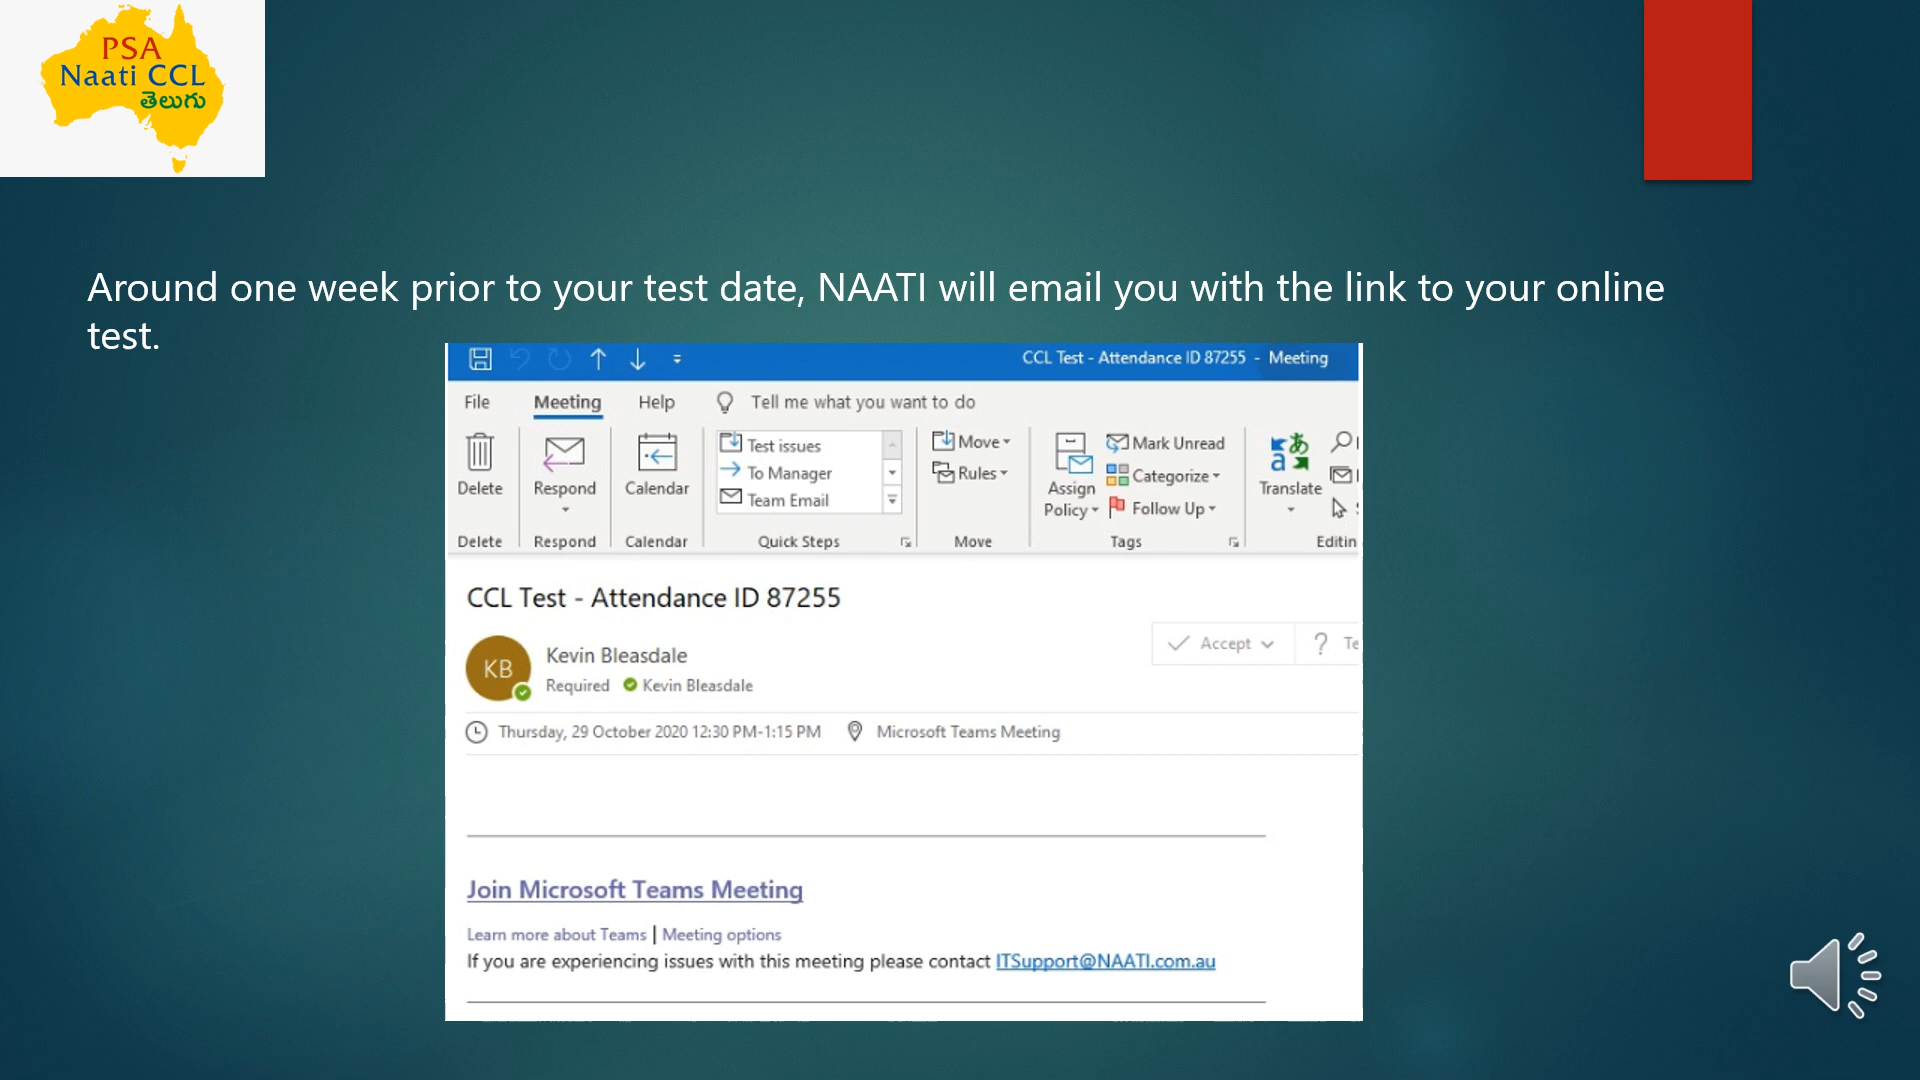 PSA
Naati CCL
తెలుగు
Around one week prior to your test date, NAATI will email you with the link to your online
test.
CCL Test - Attendance ID 87255 - Meeting
File Meeting Help Tell me what you want to do
Delete Respond Calendar
Test issues
To Manager
Team Email
Move
Rules
Assign
Policy
Mark Unread
Categorize
Follow Up
Translate
Delete Respond Calendar Quick Steps Move Tags Editin
CCL Test - Attendance ID 87255
KB
Kevin Bleasdale
Required Kevin Bleasdale
Accept ? Te
Thursday, 29 October 2020 12:30 PM-1:15 PM Microsoft Teams Meeting
Join Microsoft Teams Meeting
Learn more about Teams | Meeting options
If you are experiencing issues with this meeting please contact ITSupport@NAATI.com.au